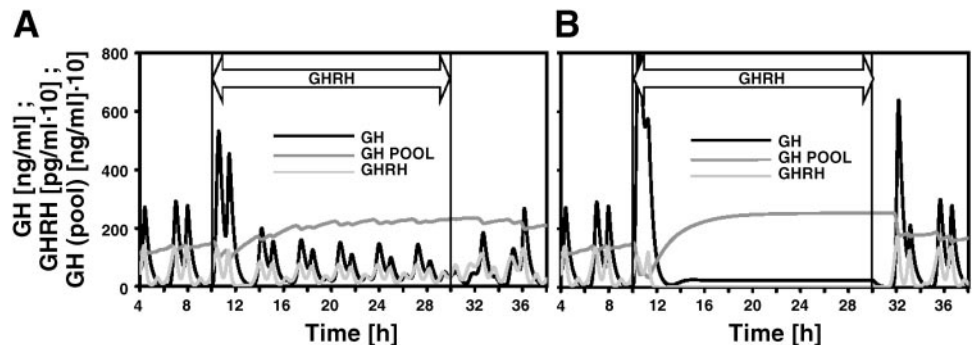 A
B
GH [ng/ml] ;
GHRH [pg/ml·10] ;
GH (pool) [ng/ml]·10
800
600
400
200
0
GHRH
GH
GH POOL
GHRH
4 8 12 16 20 24 28 32 36
Time [h]
GHRH
GH
GH POOL
GHRH
4 8 12 16 20 24 28 32 36
Time [h]